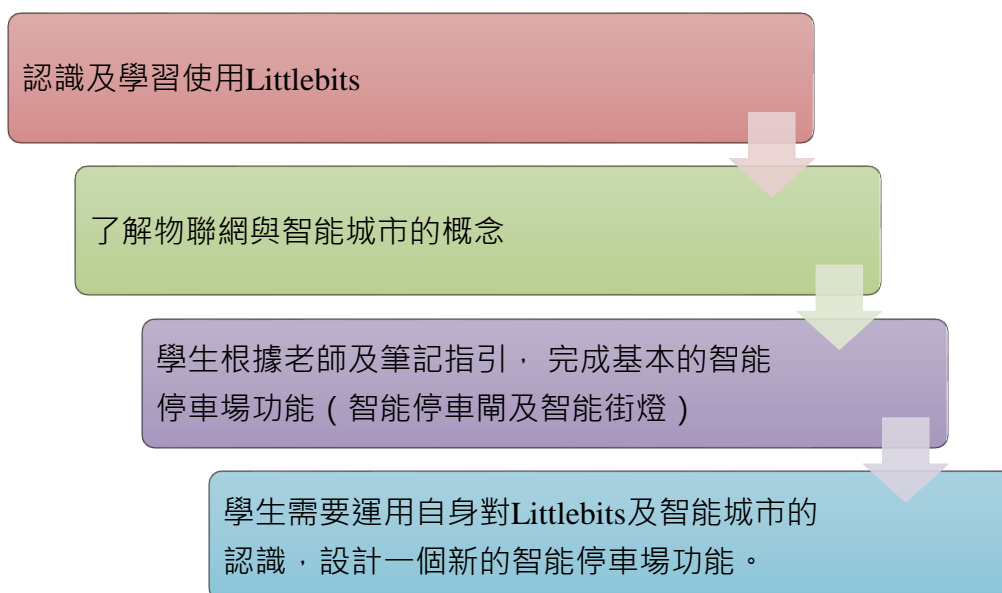 認識及學習使用Littlebits
了解物聯網與智能城市的概念
學生根據老師及筆記指引， 完成基本的智能
停車場功能（智能停車閘及智能街燈）
學生需要運用自身對Littlebits及智能城市的
認識，設計一個新的智能停車場功能。